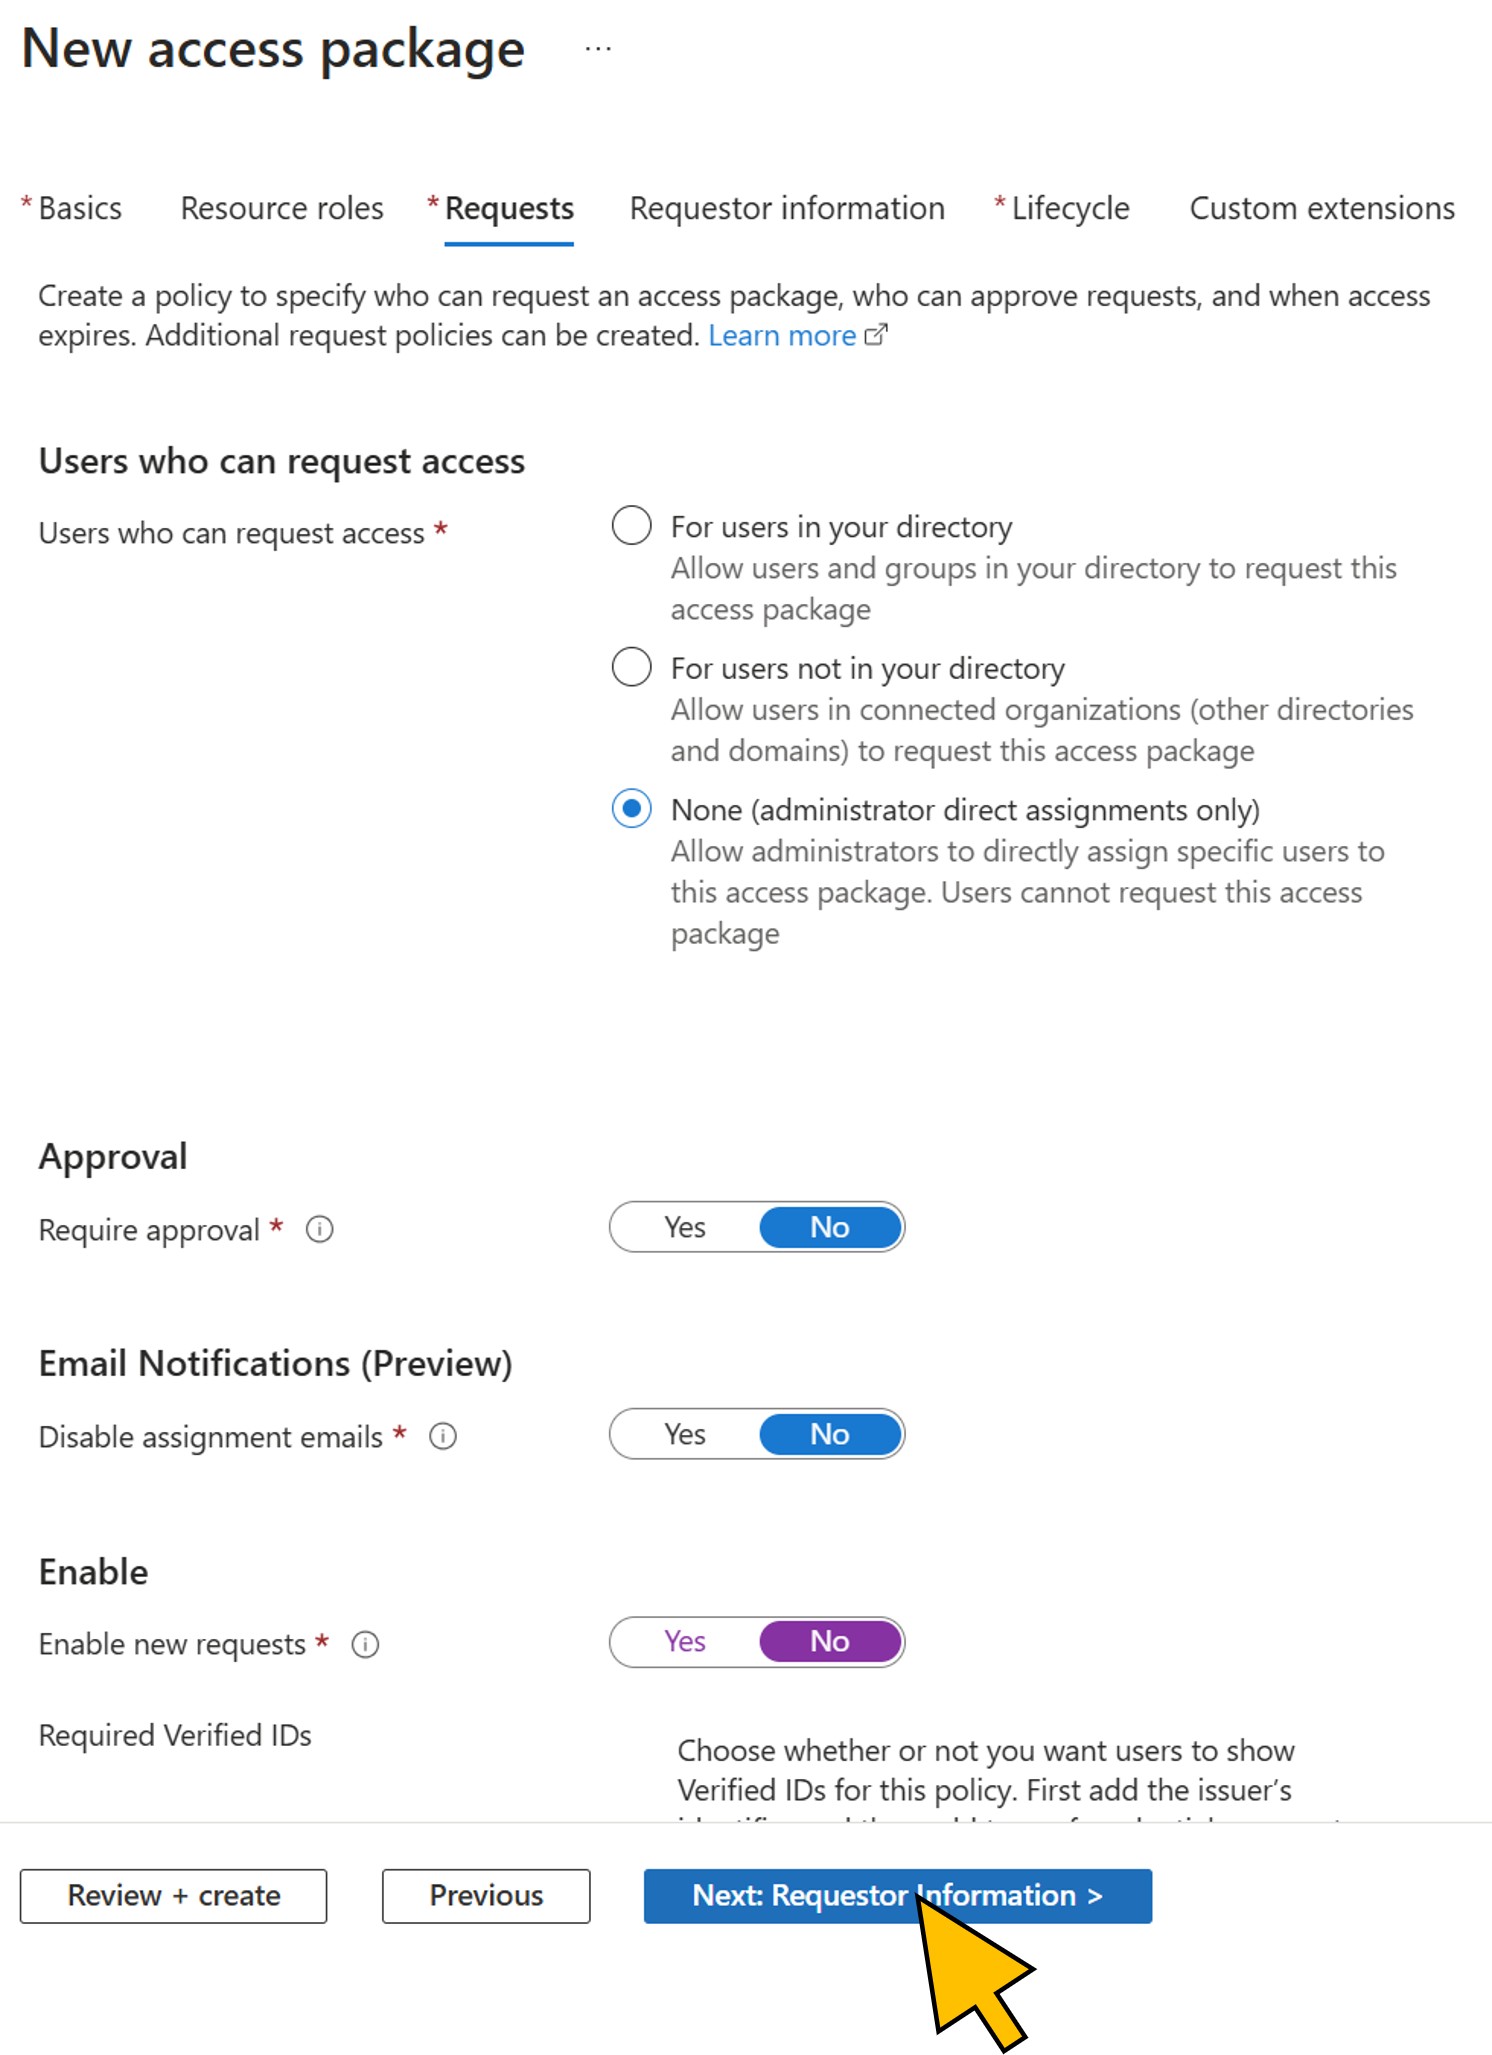 New access package ...
* Basics Resource roles * Requests Requestor information * Lifecycle Custom extensions
Create a policy to specify who can request an access package, who can approve requests, and when access
expires. Additional request policies can be created. Learn more
Users who can request access
Users who can request access *
For users in your directory
Allow users and groups in your directory to request this
access package
For users not in your directory
Allow users in connected organizations (other directories
and domains) to request this access package
None (administrator direct assignments only)
Allow administrators to directly assign specific users to
this access package. Users cannot request this access
package
Approval
Require approval * Yes No
Email Notifications (Preview)
Disable assignment emails * Yes No
Enable
Enable new requests * Yes No
Required Verified IDs
Choose whether or not you want users to show
Verified IDs for this policy. First add the issuer's
Review + create Previous Next: Requestor Information >